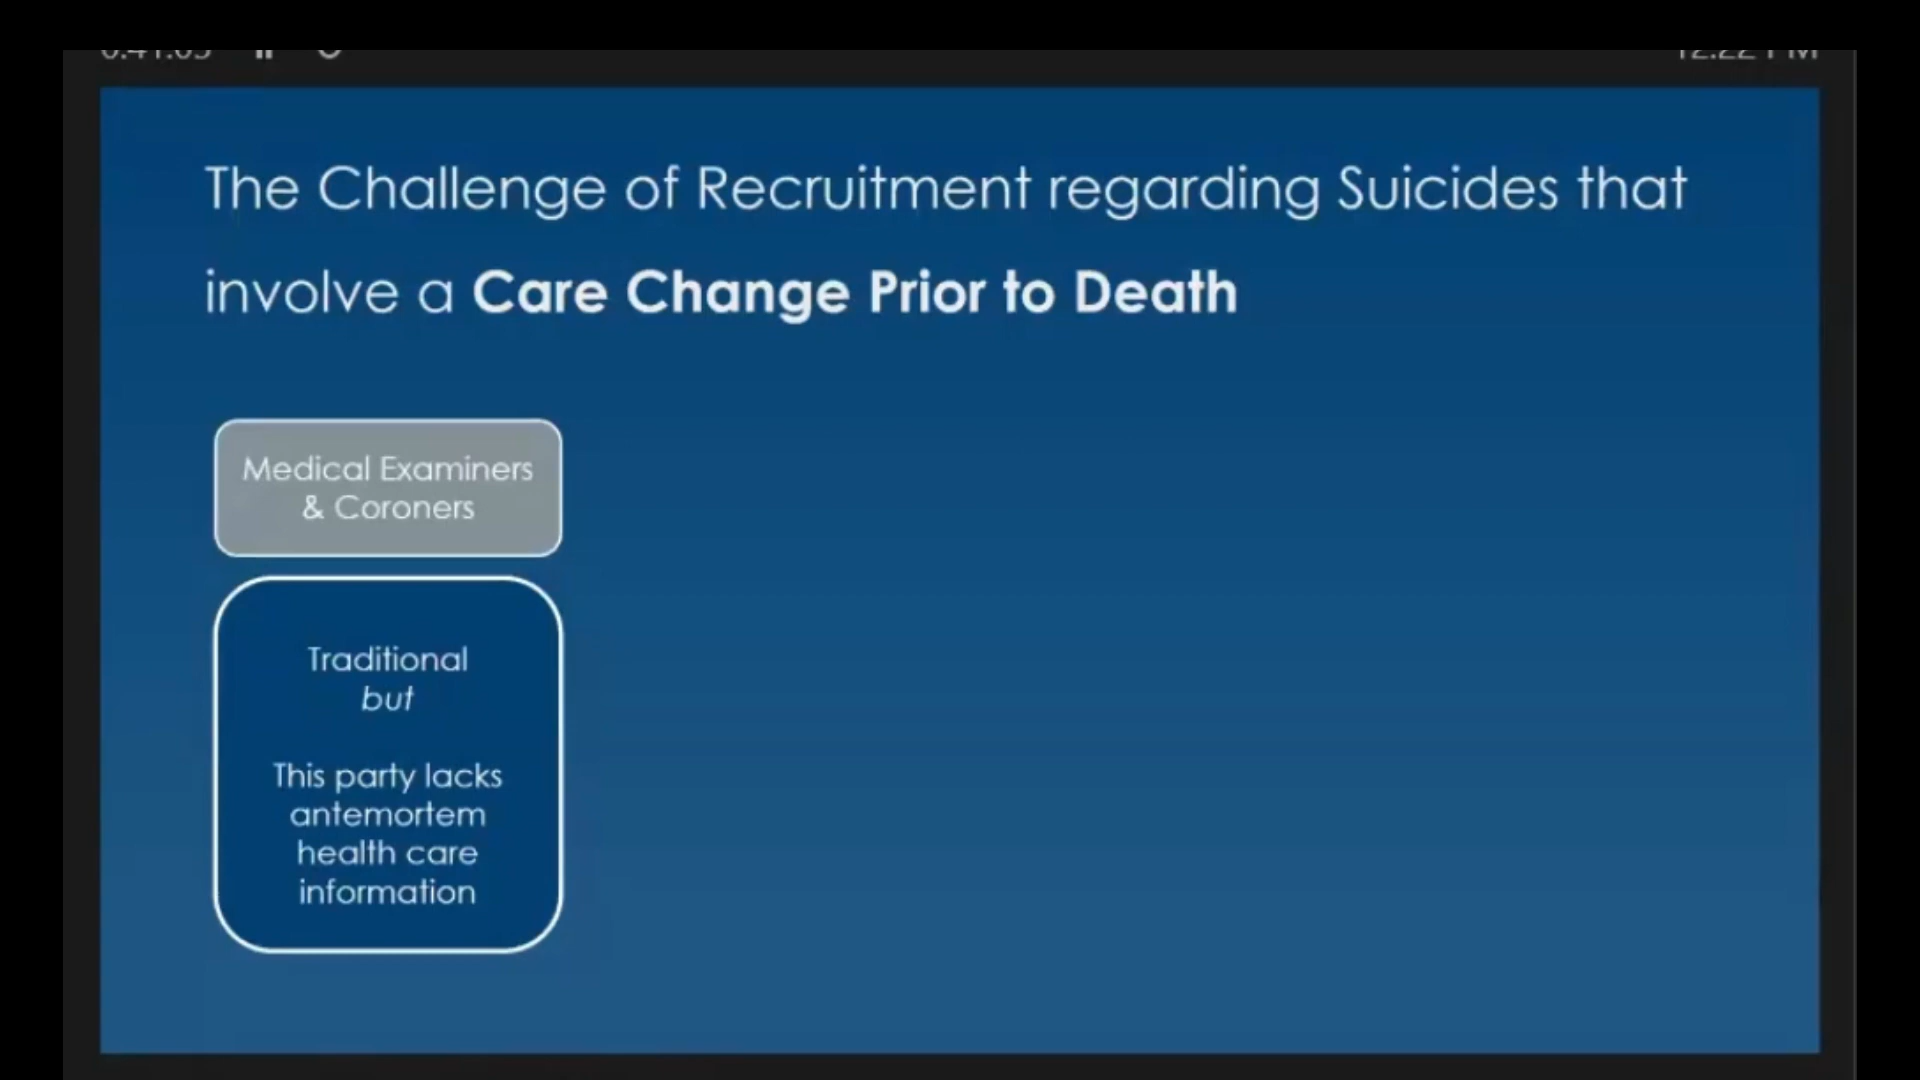 The Challenge of Recruitment regarding Suicides that
involve a Care Change Prior to Death
Medical Examiners
& Coroners
Traditional
but
This party lacks
antemortem
health care
information